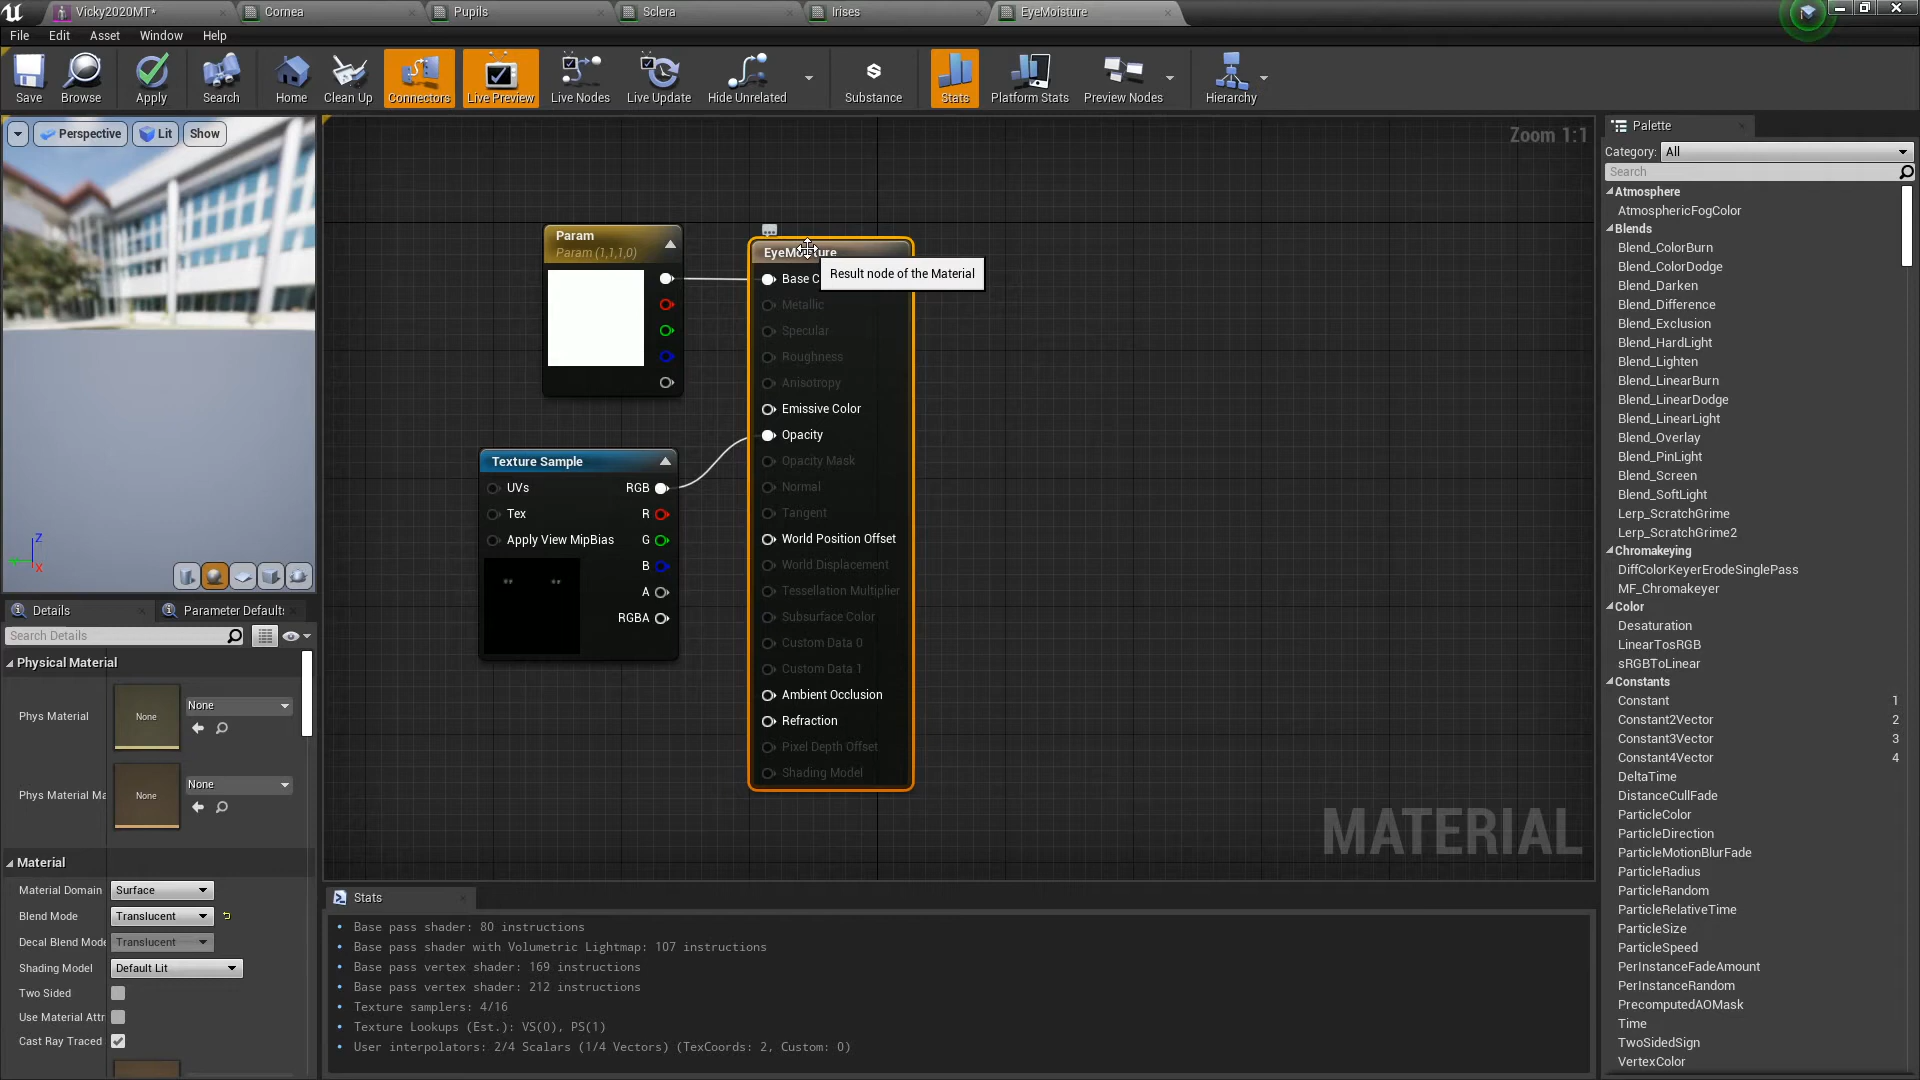 Vicky2020MT*
Cornea
Pupils
Sclera
Irises
EyeMoisture
File Edit Asset Window Help
Save
Browse
Apply
Search
Home
Clean Up
Connectors
Live Preview
Live Nodes
Live Update
Hide Unrelated
Substance
Stats
Platform Stats
Preview Nodes
Hierarchy
Perspective
Lit
Show
Z
X
Zoom 1:1
Param
Param (1,1,1,0)
EyeMoisture
Result node of the Material
Base C
Metallic
Specular
Roughness
Anisotropy
Emissive Color
Opacity
Opacity Mask
Normal
Tangent
World Position Offset
World Displacement
Tessellation Multiplier
Subsurface Color
Custom Data 0
Custom Data 1
Ambient Occlusion
Refraction
Pixel Depth Offset
Shading Model
Texture Sample
UVs RGB
Tex R
Apply View MipBias G
B
A
RGBA
MATERIAL
Details
Parameter Defaults
Search Details
Physical Material
Phys Material
None
None
Phys Material Ma
None
None
Material
Material Domain Surface
Blend Mode Translucent
Decal Blend Mode Translucent
Shading Model Default Lit
Two Sided
Use Material Attr
Cast Ray Traced
Stats
Base pass shader: 80 instructions
Base pass shader with Volumetric Lightmap: 107 instructions
Base pass vertex shader: 169 instructions
Base pass vertex shader: 212 instructions
Texture samplers: 4/16
Texture Lookups (Est.): VS(0), PS(1)
User interpolators: 2/4 Scalars (1/4 Vectors) (TexCoords: 2, Custom: 0)
Palette
Category: All
Search
Atmosphere
AtmosphericFogColor
Blends
Blend_ColorBurn
Blend_ColorDodge
Blend_Darken
Blend_Difference
Blend_Exclusion
Blend_HardLight
Blend_Lighten
Blend_LinearBurn
Blend_LinearDodge
Blend_LinearLight
Blend_Overlay
Blend_PinLight
Blend_Screen
Blend_SoftLight
Lerp_ScratchGrime
Lerp_ScratchGrime2
Chromakeying
DiffColorKeyerErodeSinglePass
MF_Chromakeyer
Color
Desaturation
LinearTosRGB
sRGBToLinear
Constants
Constant 1
Constant2Vector 2
Constant3Vector 3
Constant4Vector 4
DeltaTime
DistanceCullFade
ParticleColor
ParticleDirection
ParticleMotionBlurFade
ParticleRadius
ParticleRandom
ParticleRelativeTime
ParticleSize
ParticleSpeed
PerInstanceFadeAmount
PerInstanceRandom
PrecomputedAOMask
Time
TwoSidedSign
VertexColor